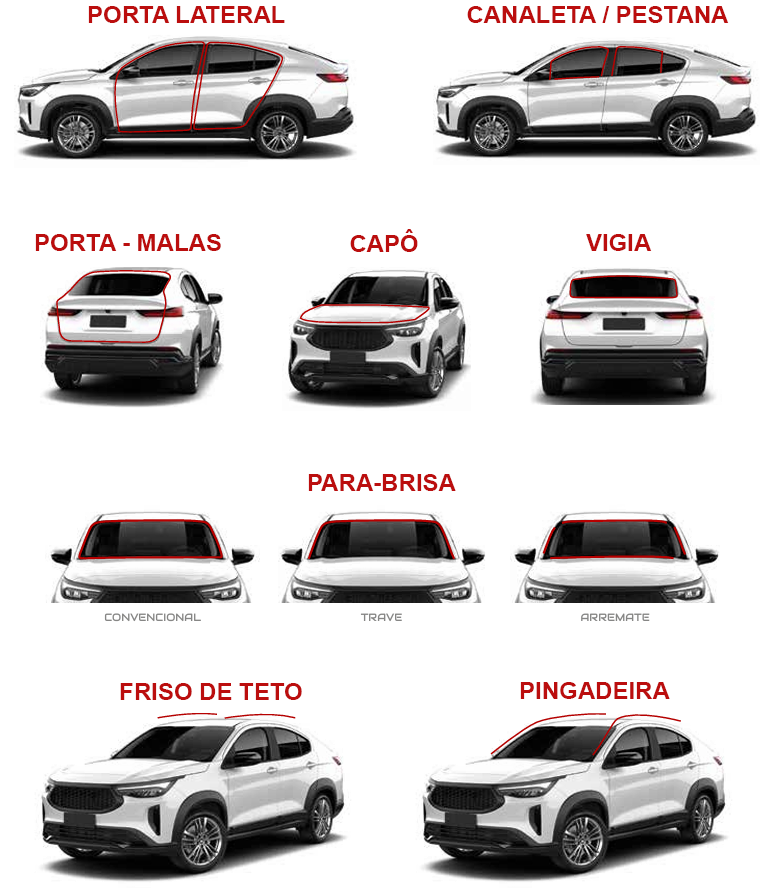 PORTA LATERAL
CANALETA / PESTANA
PORTA - MALAS
CAPÔ
VIGIA
PARA-BRISA
CONVENCIONAL
TRAVE
ARREMATE
FRISO DE TETO
PINGADEIRA